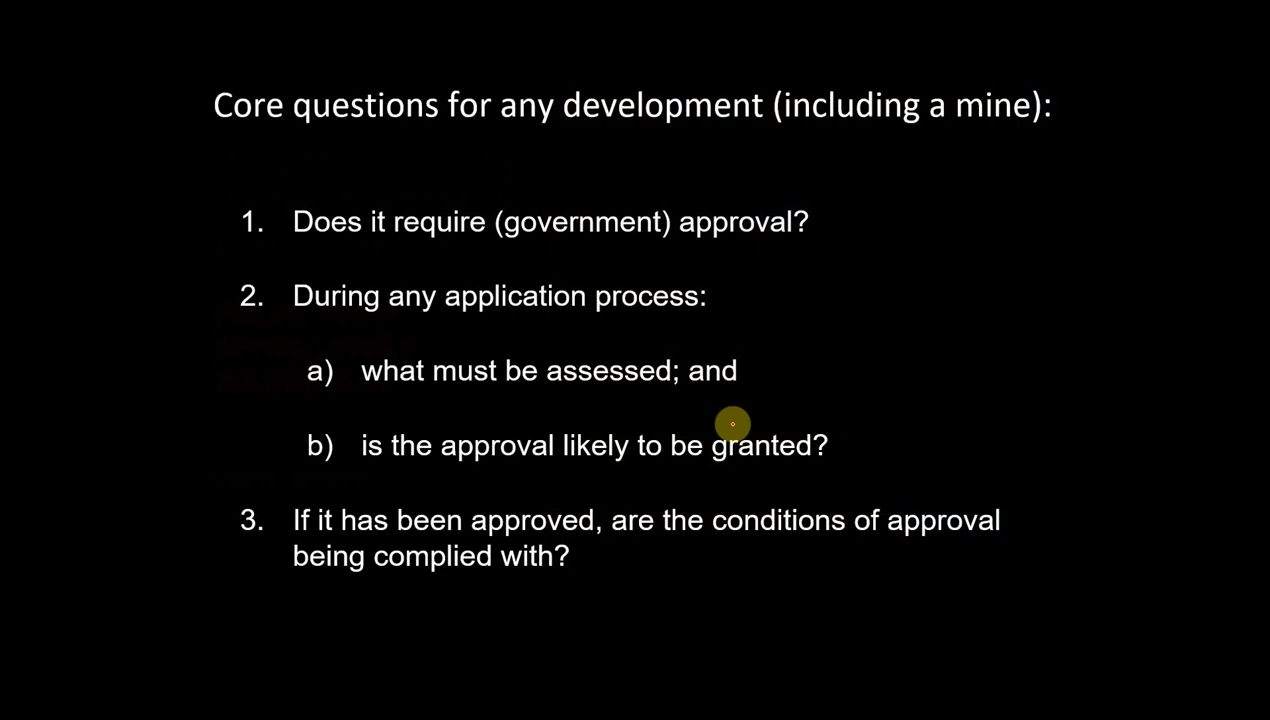 Core questions for any development (including a mine):
1. Does it require (government) approval?
2. During any application process:
a) what must be assessed; and
b) is the approval likely to be granted?
3. If it has been approved, are the conditions of approval
being complied with?